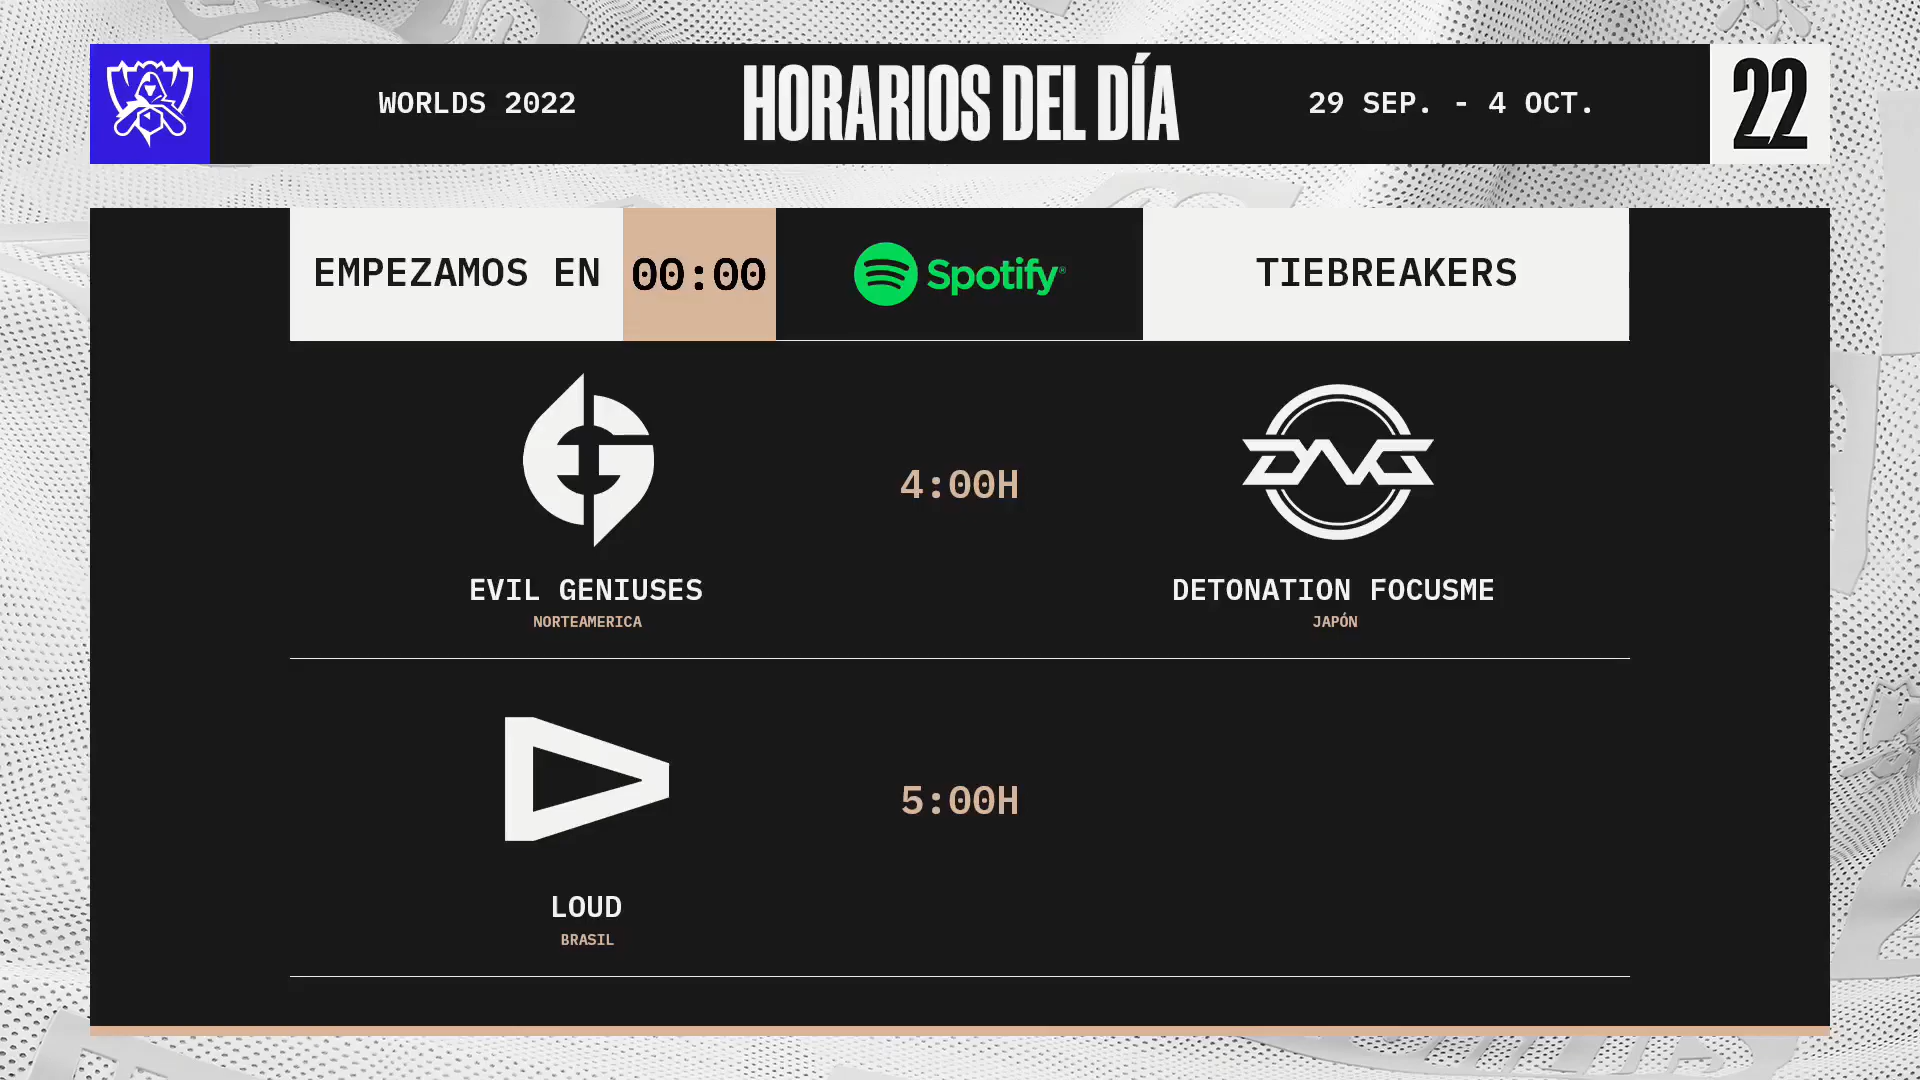 WORLDS 2022
HORARIOS DEL DÍA
29 SEP. - 4 OCT.
22
EMPEZAMOS EN
00:00
Spotify®
TIEBREAKERS
4:00H
DNG
EVIL GENIUSES
DETONATION FOCUSME
NORTEAMERICA
JAPÓN
5:00H
LOUD
BRASIL